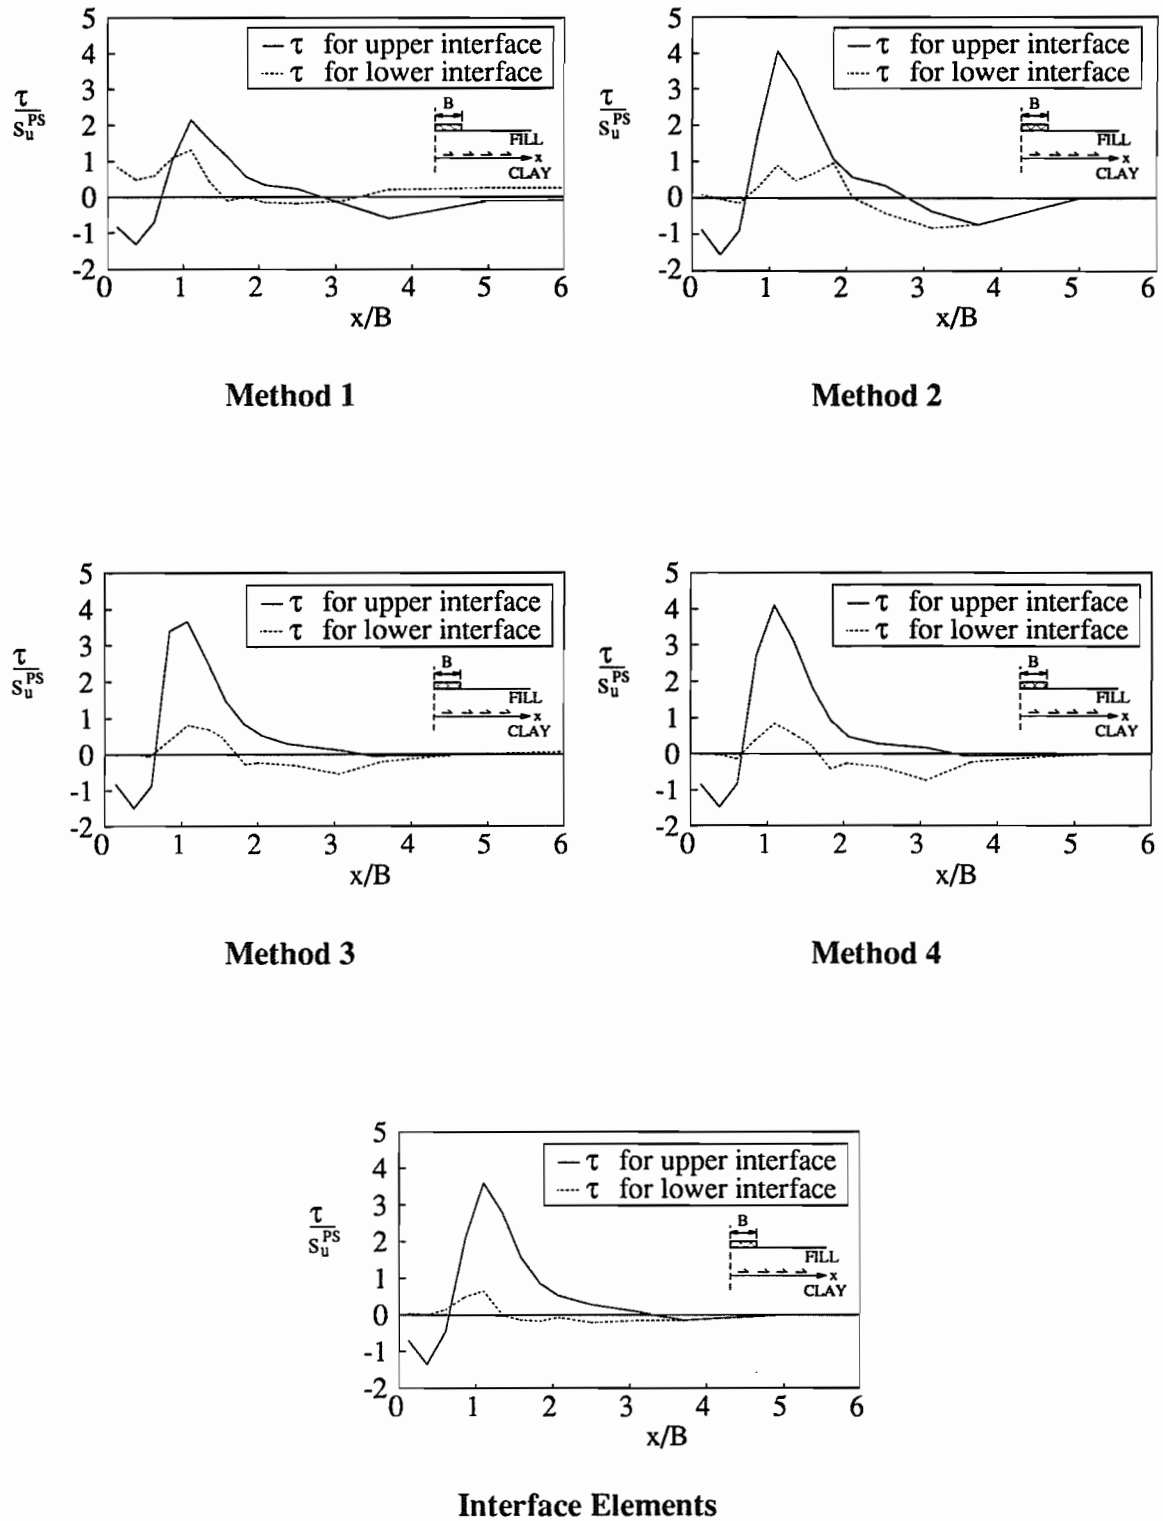 5
4
3
2
1
0
-1
-2
τ
s_u^PS
τ for upper interface
τ for lower interface
B
FILL
x
CLAY
0 1 2 3 4 5 6
x/B
Method 1
5
4
3
2
1
0
-1
-2
τ
s_u^PS
τ for upper interface
τ for lower interface
B
FILL
x
CLAY
0 1 2 3 4 5 6
x/B
Method 2
5
4
3
2
1
0
-1
-2
τ
s_u^PS
τ for upper interface
τ for lower interface
B
FILL
x
CLAY
0 1 2 3 4 5 6
x/B
Method 3
5
4
3
2
1
0
-1
-2
τ
s_u^PS
τ for upper interface
τ for lower interface
B
FILL
x
CLAY
0 1 2 3 4 5 6
x/B
Method 4
5
4
3
2
1
0
-1
-2
τ
s_u^PS
τ for upper interface
τ for lower interface
B
FILL
x
CLAY
0 1 2 3 4 5 6
x/B
Interface Elements